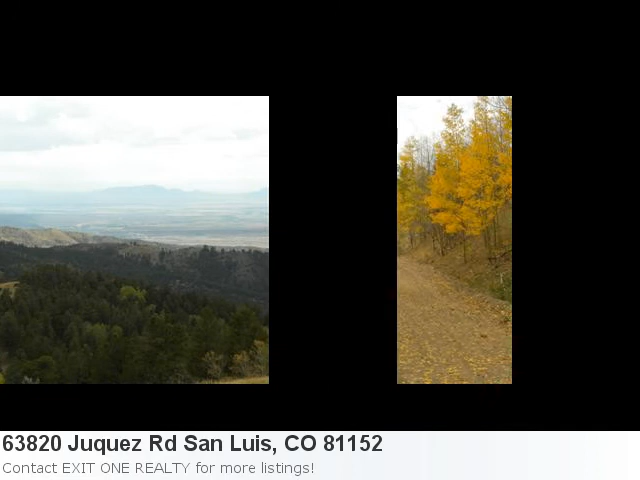 63820 Juquez Rd San Luis, CO 81152
Contact EXIT ONE REALTY for more listings!